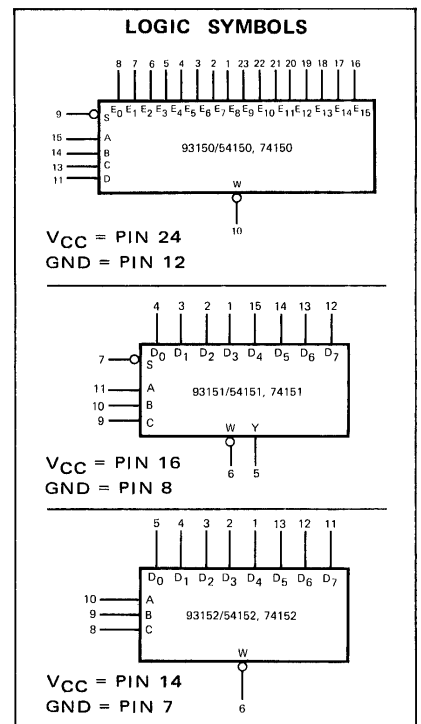 LOGIC SYMBOLS
8 7 6 5 4 3 2 1 23 22 21 20 19 18 17 16
E0 E1 E2 E3 E4 E5 E6 E7 E8 E9 E10 E11 E12 E13 E14 E15
9 S
15 A
14 B
13 C
11 D
93150/54150, 74150
W
10
VCC = PIN 24
GND = PIN 12
4 3 2 1 15 14 13 12
D0 D1 D2 D3 D4 D5 D6 D7
7 S
11 A
10 B
9 C
93151/54151, 74151
W Y
6 5
VCC = PIN 16
GND = PIN 8
5 4 3 2 1 13 12 11
D0 D1 D2 D3 D4 D5 D6 D7
10 A
9 B
8 C
93152/54152, 74152
W
6
VCC = PIN 14
GND = PIN 7